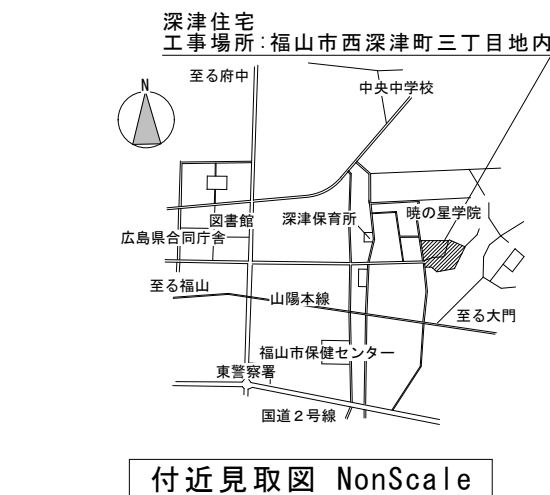 深津住宅
工事場所:福山市西深津町三丁目地内
至る府中
中央中学校
N
図書館
深津保育所
暁の星学院
広島県合同庁舎
至る福山
山陽本線
至る大門
福山市保健センター
東警察署
国道2号線
付近見取図 NonScale